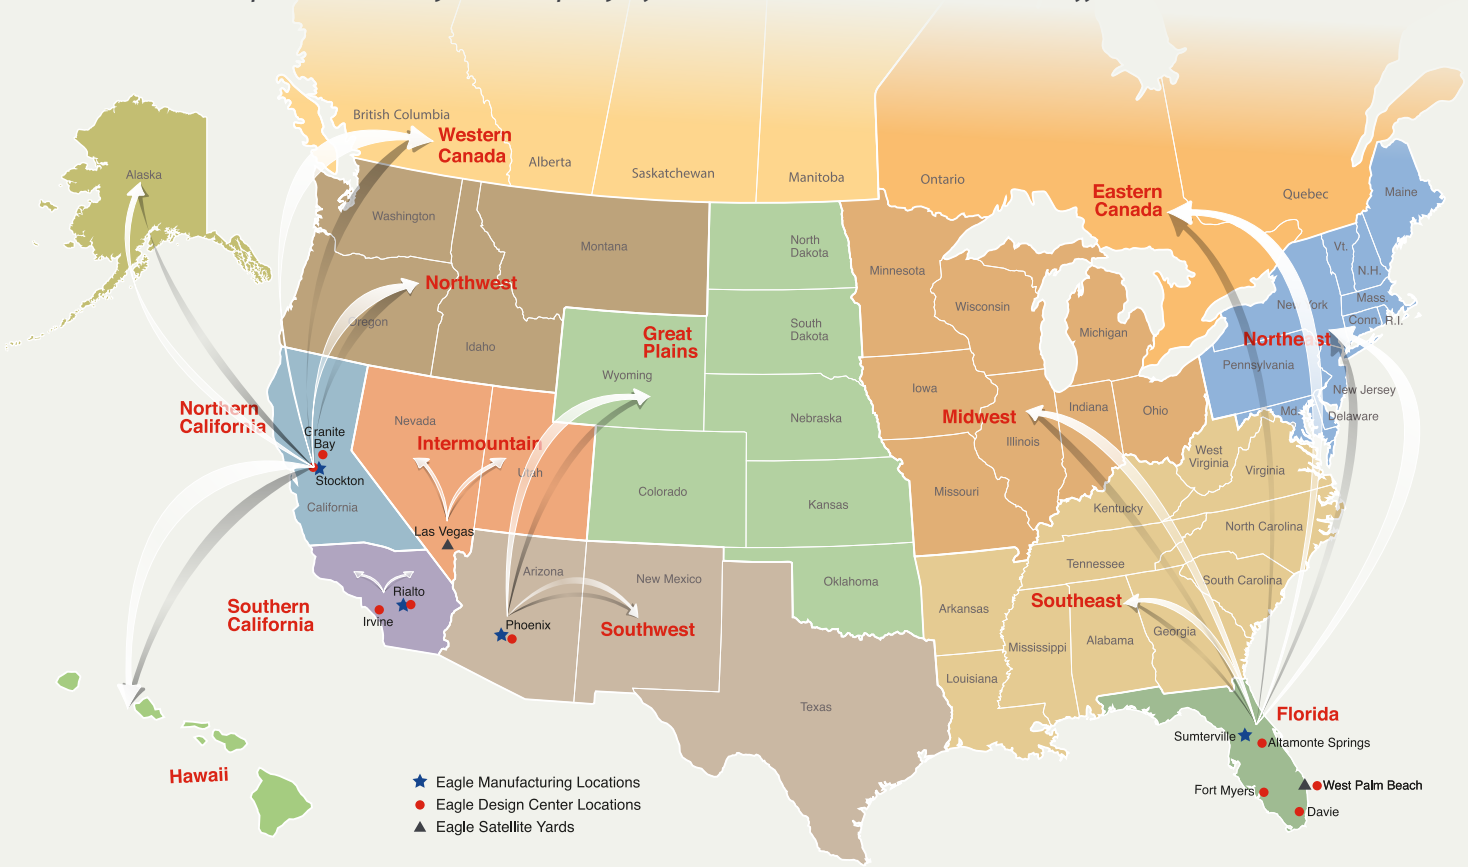 British Columbia
Western
Canada
Alberta
Saskatchewan
Manitoba
Ontario
Eastern
Canada
Quebec
Maine
Alaska
Washington
Montana
North
Dakota
Minnesota
Vt.
N.H.
Northwest
Oregon
Idaho
Great
Plains
Wyoming
South
Dakota
Wisconsin
Michigan
New York
Mass.
Conn.
R.I.
Northeast
Pennsylvania
New Jersey
Md.
Delaware
Northern
California
Granite
Bay
Stockton
California
Nevada
Intermountain
Utah
Las Vegas
Colorado
Nebraska
Kansas
Iowa
Midwest
Illinois
Indiana
Ohio
Missouri
West
Virginia
Virginia
Kentucky
North Carolina
Tennessee
South Carolina
Southern
California
Rialto
Irvine
Arizona
Phoenix
New Mexico
Southwest
Oklahoma
Arkansas
Southeast
Mississippi
Alabama
Georgia
Louisiana
Texas
Florida
Sumterville
Altamonte Springs
Fort Myers
West Palm Beach
Davie
Hawaii
Eagle Manufacturing Locations
Eagle Design Center Locations
Eagle Satellite Yards